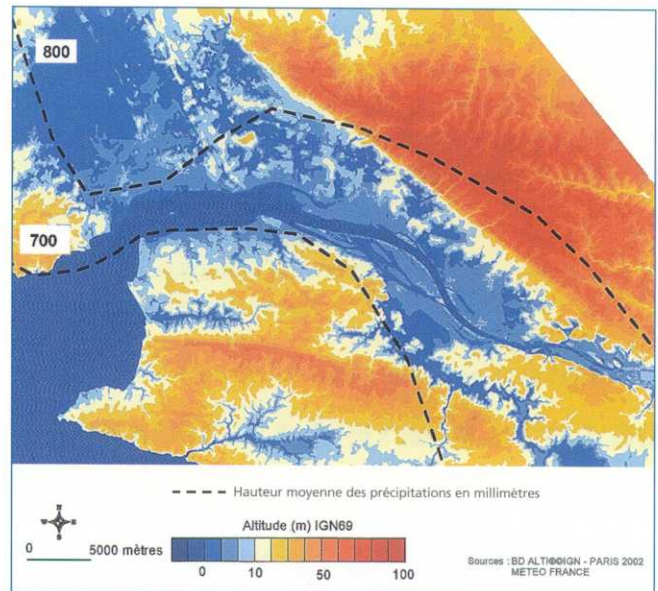 800
700
Hauteur moyenne des précipitations en millimètres
N
W E
S
Altitude (m) IGN69
0 5000 mètres
0 10 50 100
Sources : BD ALTI©©IGN - PARIS 2002
METEO FRANCE